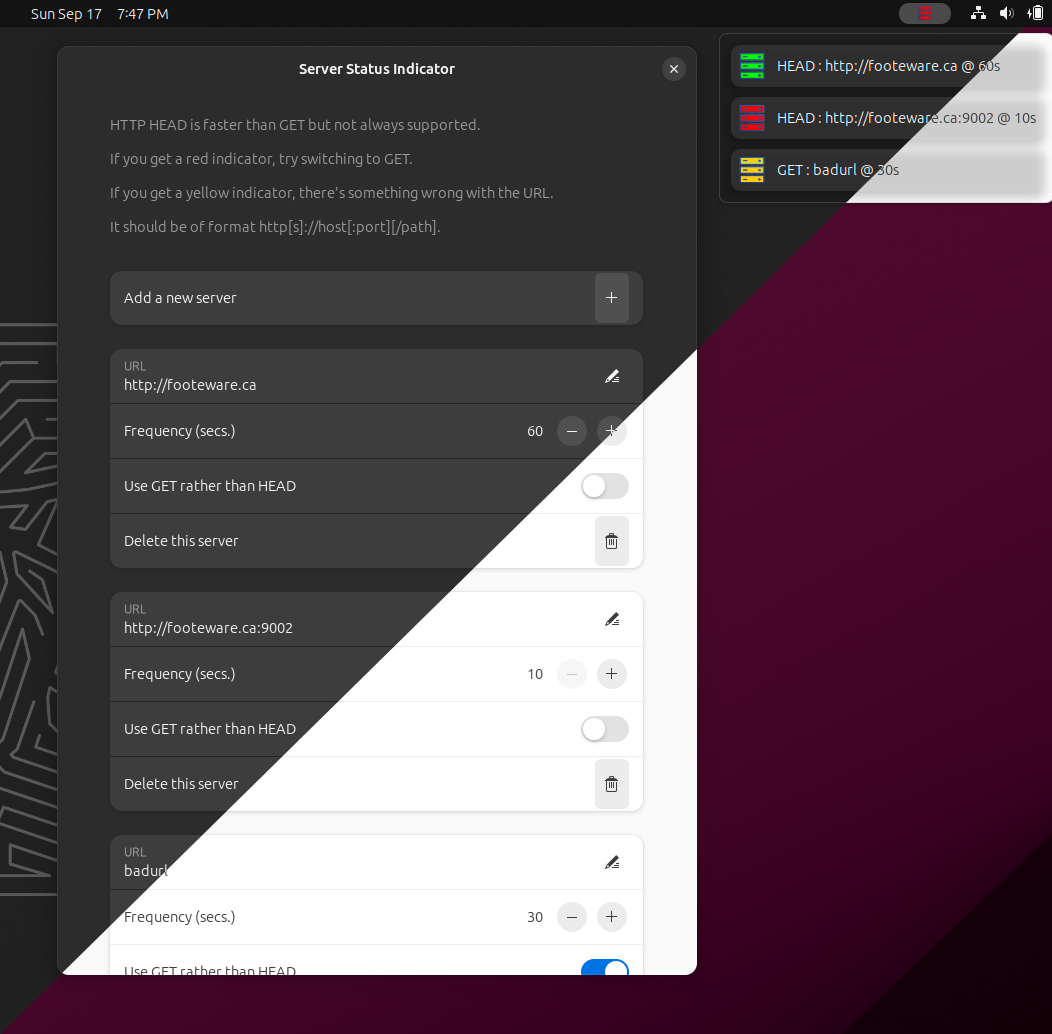 Sun Sep 17 7:47 PM
Server Status Indicator
HTTP HEAD is faster than GET but not always supported.
If you get a red indicator, try switching to GET.
If you get a yellow indicator, there's something wrong with the URL.
It should be of format http[s]://host[:port][/path].
Add a new server
URL
http://footeware.ca
Frequency (secs.) 60
Use GET rather than HEAD
Delete this server
URL
http://footeware.ca:9002
Frequency (secs.) 10
Use GET rather than HEAD
Delete this server
URL
badurl
Frequency (secs.) 30
Use GET rather than HEAD
HEAD : http://footeware.ca @ 60s
HEAD : http://footeware.ca:9002 @ 10s
GET : badurl @ 30s